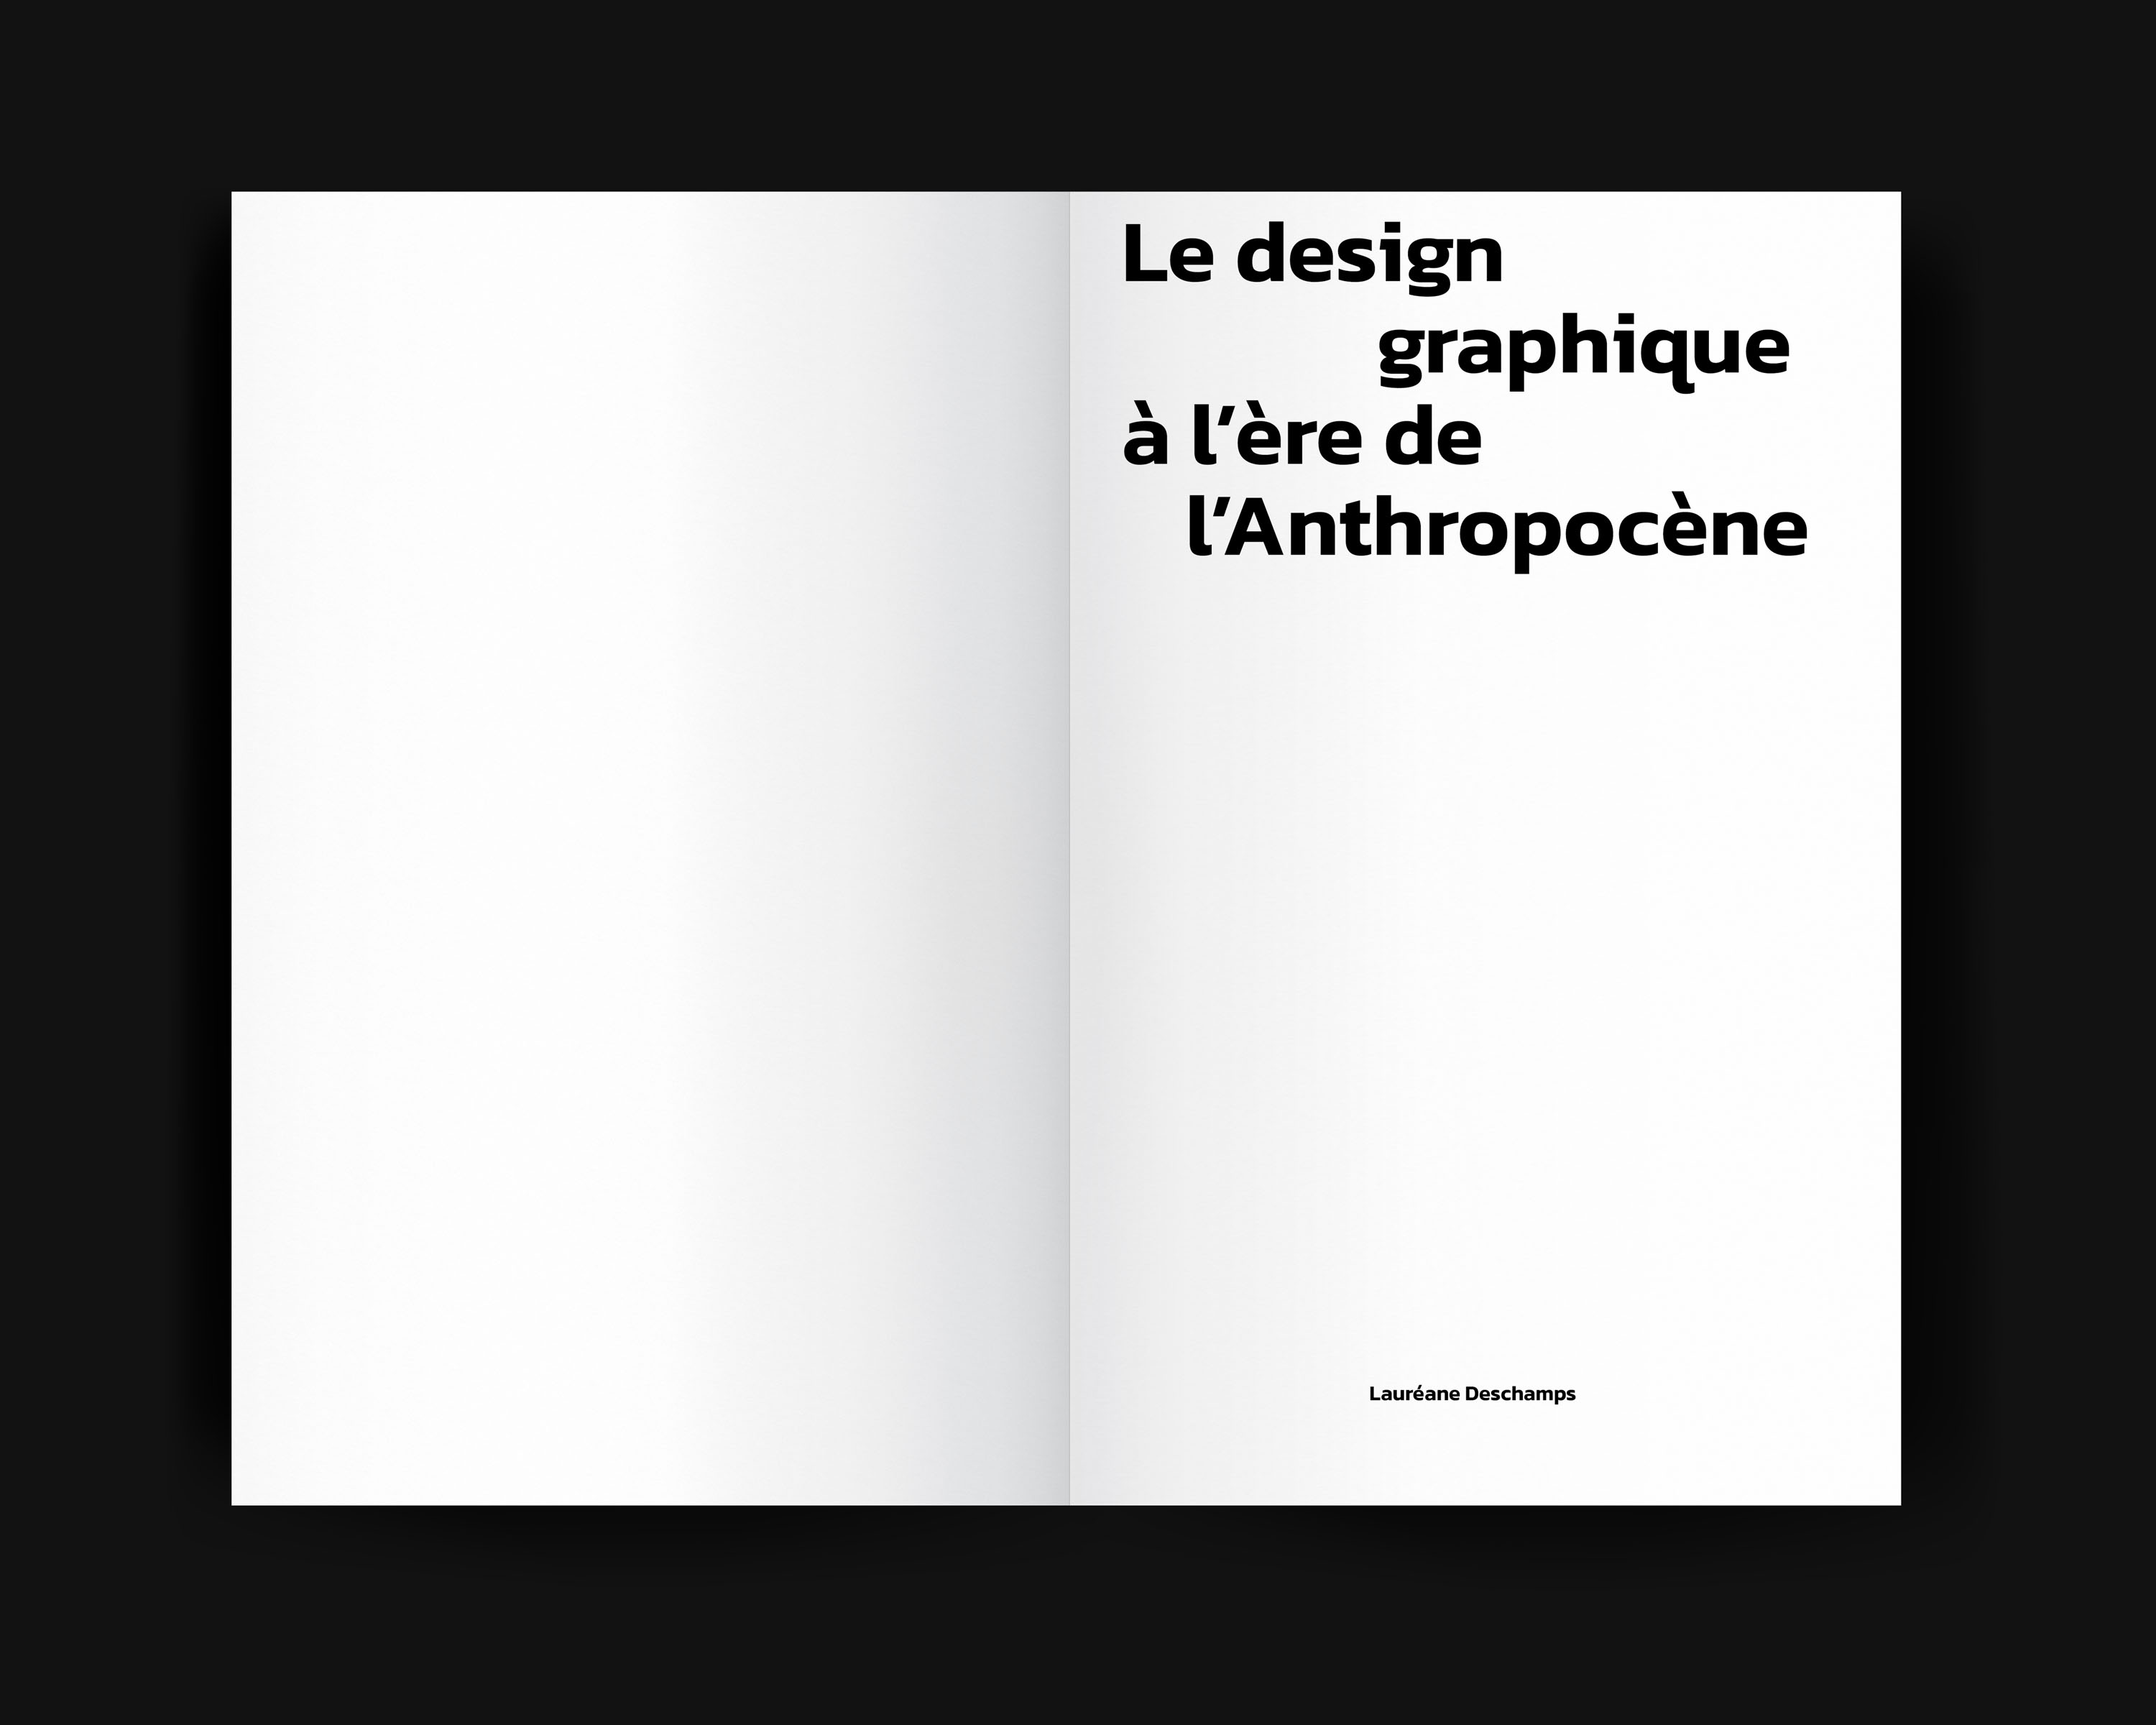 Le design
graphique
à l’ère de
l’Anthropocène
Lauréane Deschamps